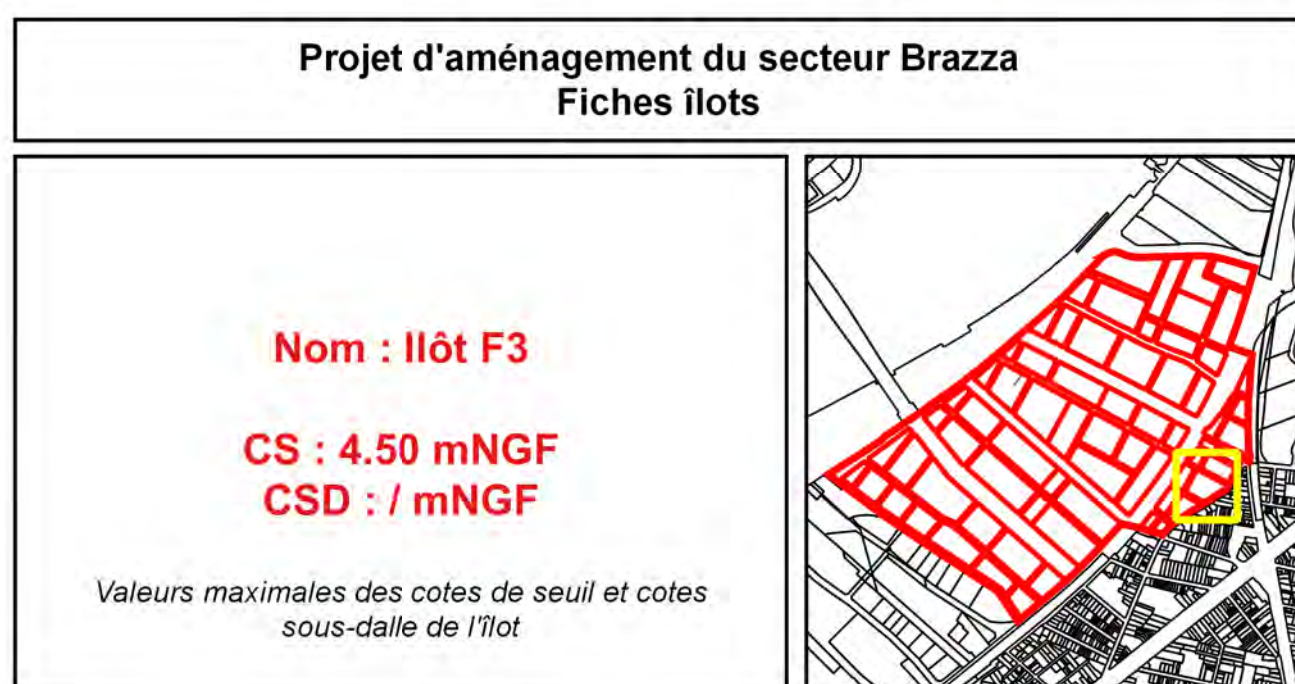 Projet d'aménagement du secteur Brazza
Fiches îlots
Nom : Ilôt F3
CS : 4.50 mNGF
CSD : / mNGF
Valeurs maximales des cotes de seuil et cotes
sous-dalle de l'îlot